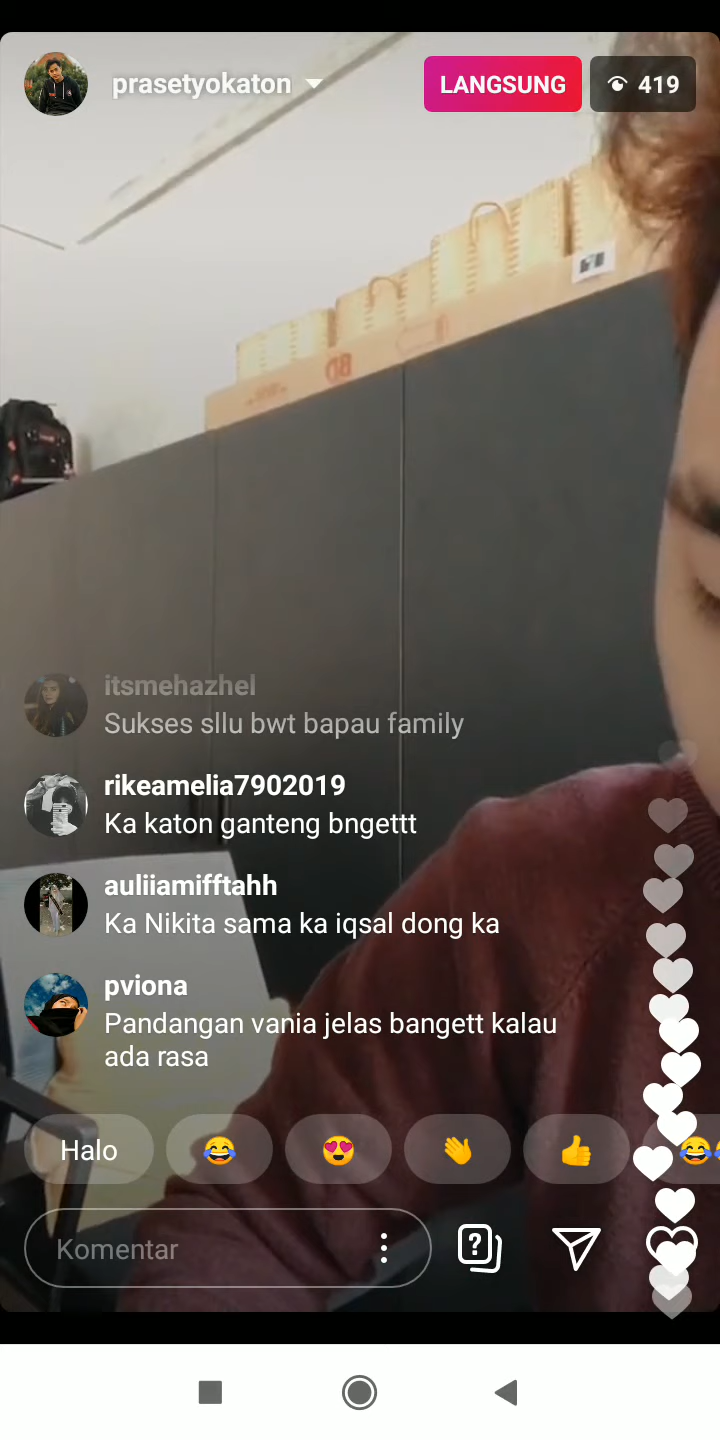 prasetyokaton
LANGSUNG
419
itsmehazhel
Sukses sllu bwt bapau family
rikeamelia7902019
Ka katon ganteng bngettt
auliiamifftahh
Ka Nikita sama ka iqsal dong ka
pviona
Pandangan vania jelas bangett kalau
ada rasa
Halo
Komentar